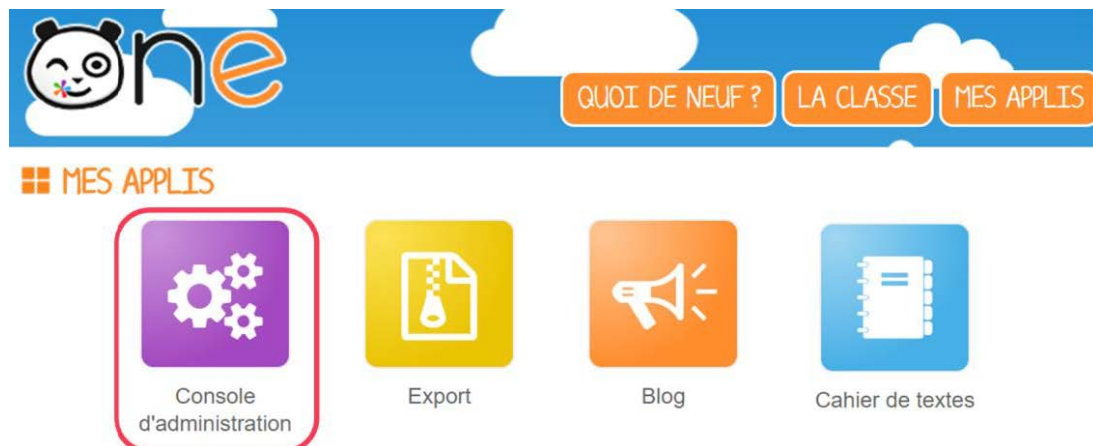 One
QUOI DE NEUF ? LA CLASSE MES APPLIS
MES APPLIS
Console
d'administration
Export
Blog
Cahier de textes